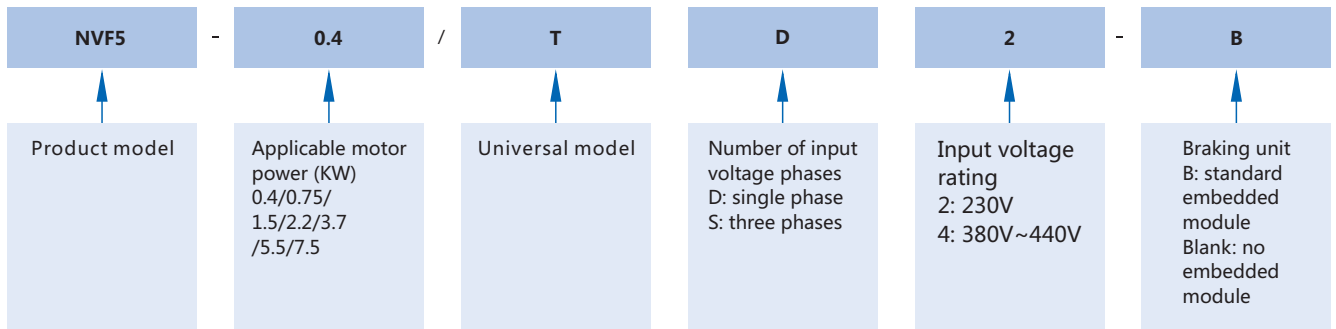 NVF5 - 0.4 / T D 2 - B
Product model
Applicable motor
power (KW)
0.4/0.75/
1.5/2.2/3.7
/5.5/7.5
Universal model
Number of input
voltage phases
D: single phase
S: three phases
Input voltage
rating
2: 230V
4: 380V~440V
Braking unit
B: standard
embedded
module
Blank: no
embedded
module